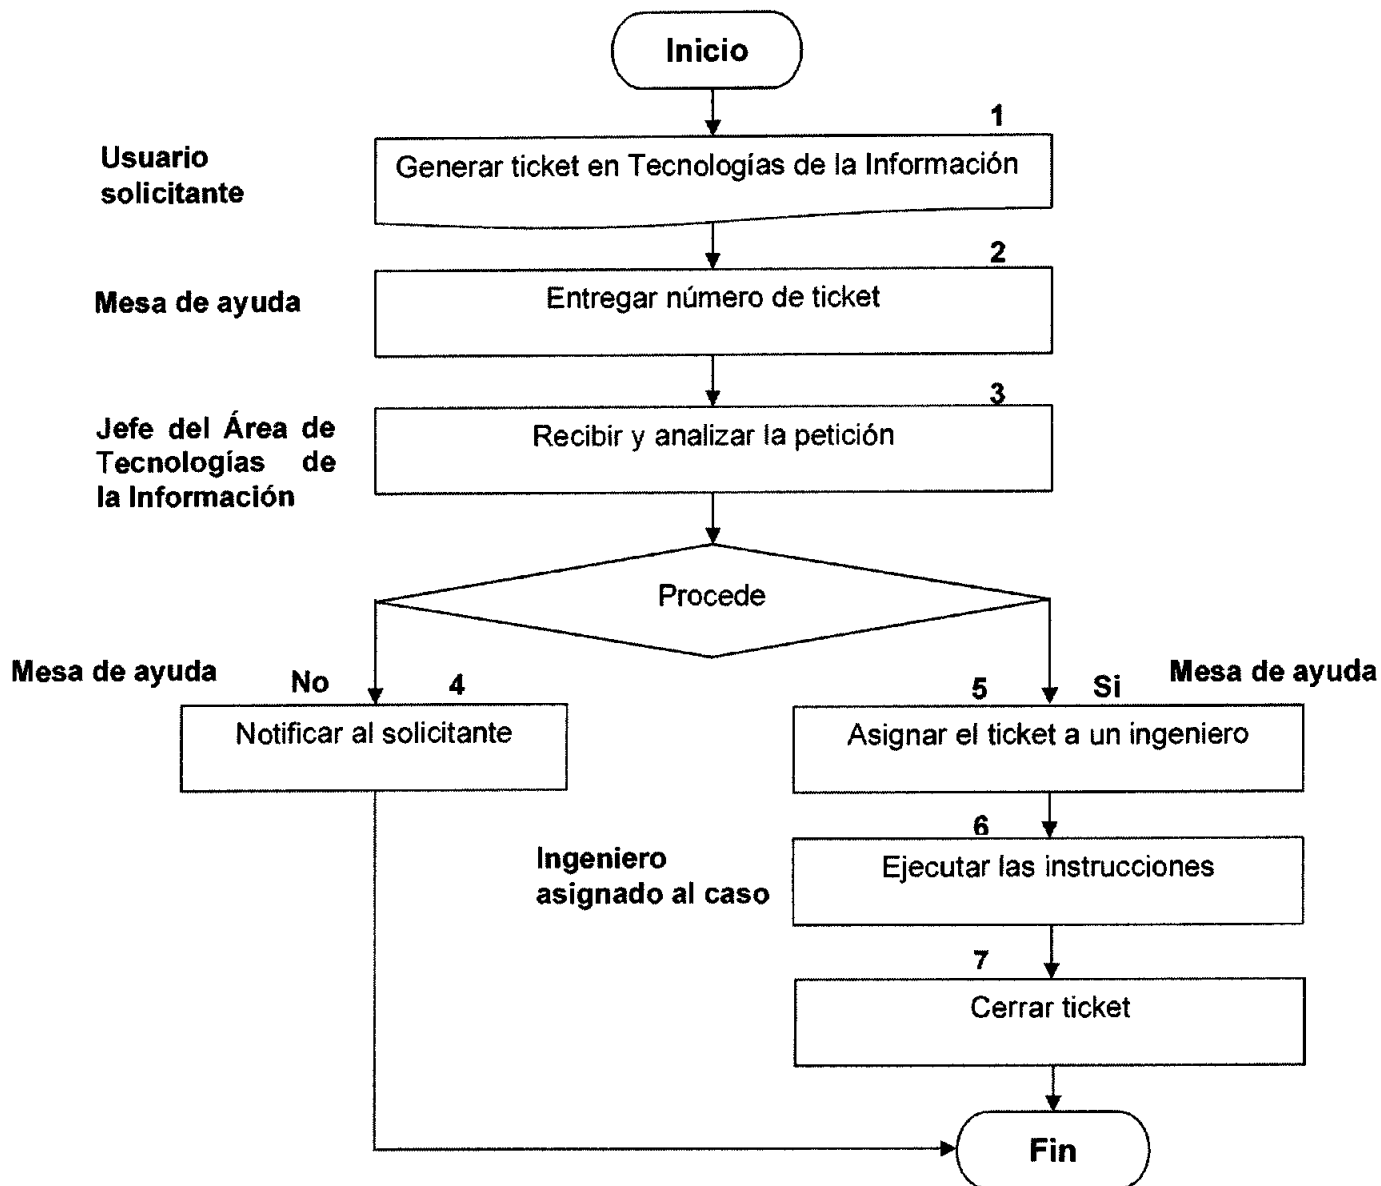 Inicio
1
Usuario
solicitante
Generar ticket en Tecnologías de la Información
2
Mesa de ayuda
Entregar número de ticket
3
Jefe del Área de
Tecnologías de
la Información
Recibir y analizar la petición
Procede
Mesa de ayuda
No
4
Notificar al solicitante
5
Si
Mesa de ayuda
Asignar el ticket a un ingeniero
6
Ingeniero
asignado al caso
Ejecutar las instrucciones
7
Cerrar ticket
Fin